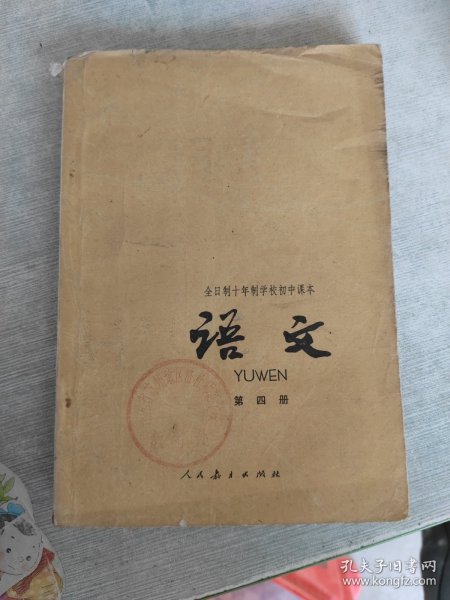 全日制十年制学校初中课本
语文
YUWEN
第四册
人民教育出版社
孔夫子旧书网
www.kongfz.com